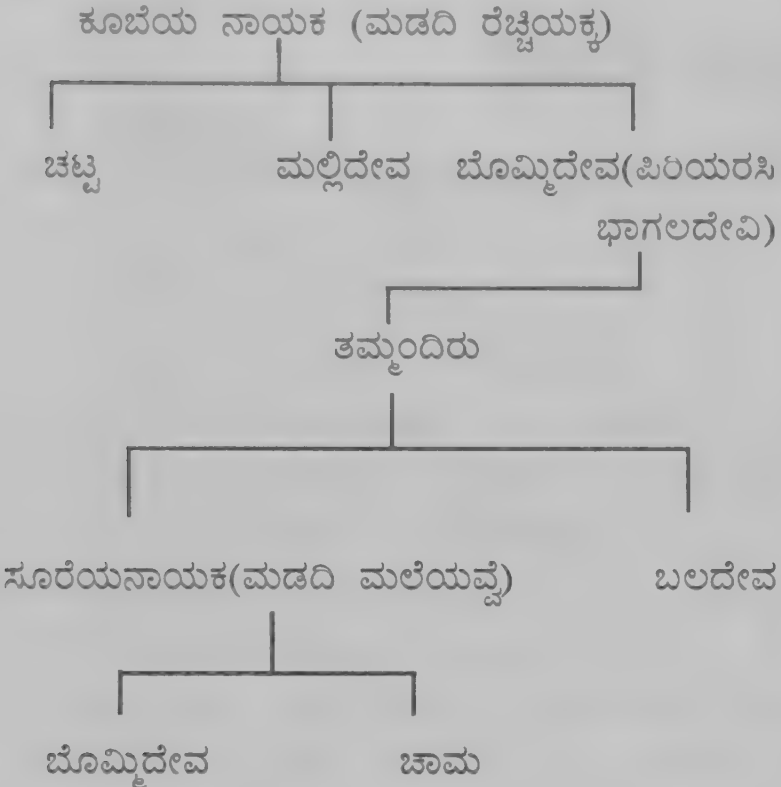 ಕೂಬೆಯ ನಾಯಕ (ಮಡದಿ ರೆಚ್ಚಿಯಕ್ಕ)
ಚಟ್ಟ ಮಲ್ಲಿದೇವ ಬೊಮ್ಮಿದೇವ(ಪಿರಿಯರಸಿ
ಭಾಗಲದೇವಿ)
ತಮ್ಮಂದಿರು
ಸೂರೆಯನಾಯಕ(ಮಡದಿ ಮಲೆಯವ್ವೆ) ಬಲದೇವ
ಬೊಮ್ಮಿದೇವ ಚಾಮ